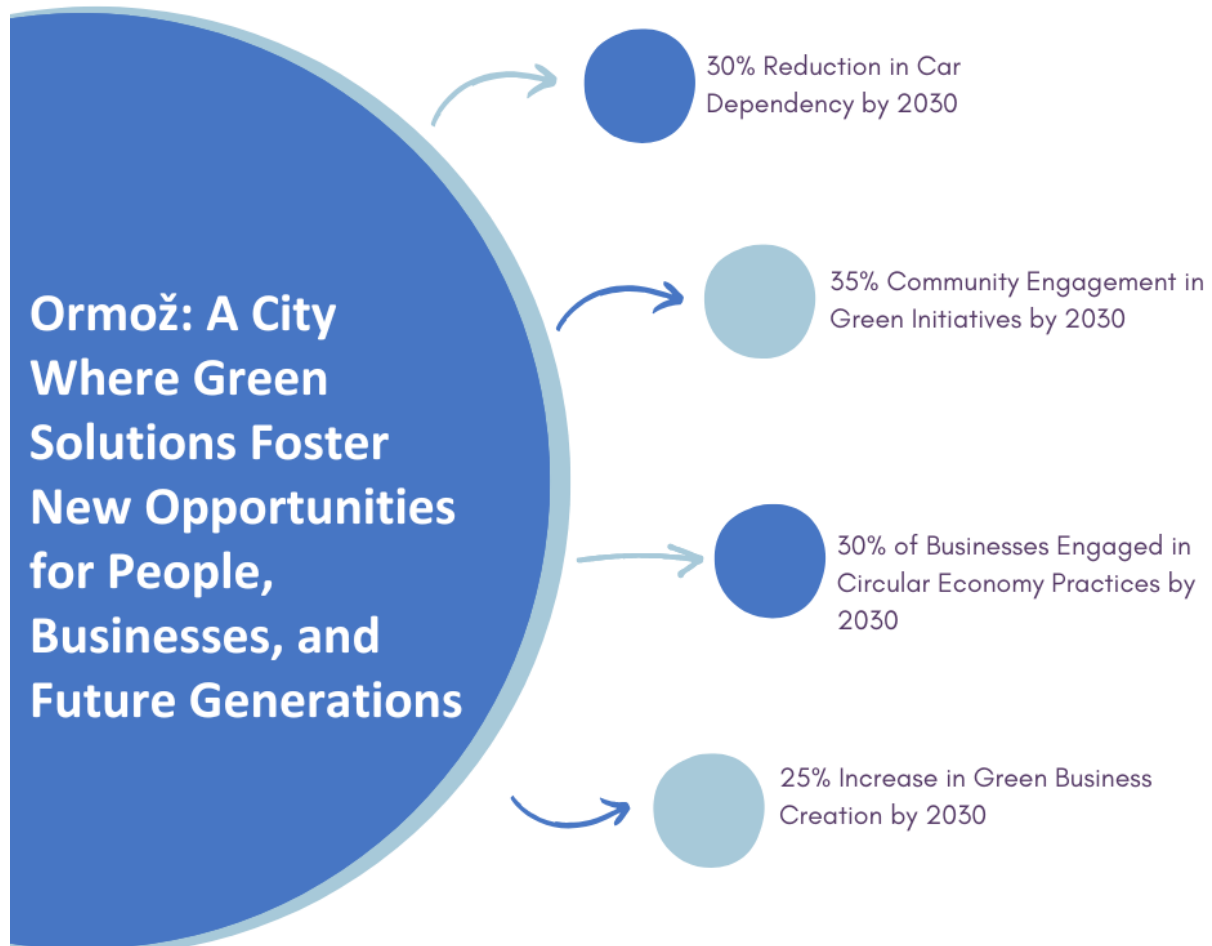 Ormož: A City
Where Green
Solutions Foster
New Opportunities
for People,
Businesses, and
Future Generations
30% Reduction in Car
Dependency by 2030
35% Community Engagement in
Green Initiatives by 2030
30% of Businesses Engaged in
Circular Economy Practices by
2030
25% Increase in Green Business
Creation by 2030